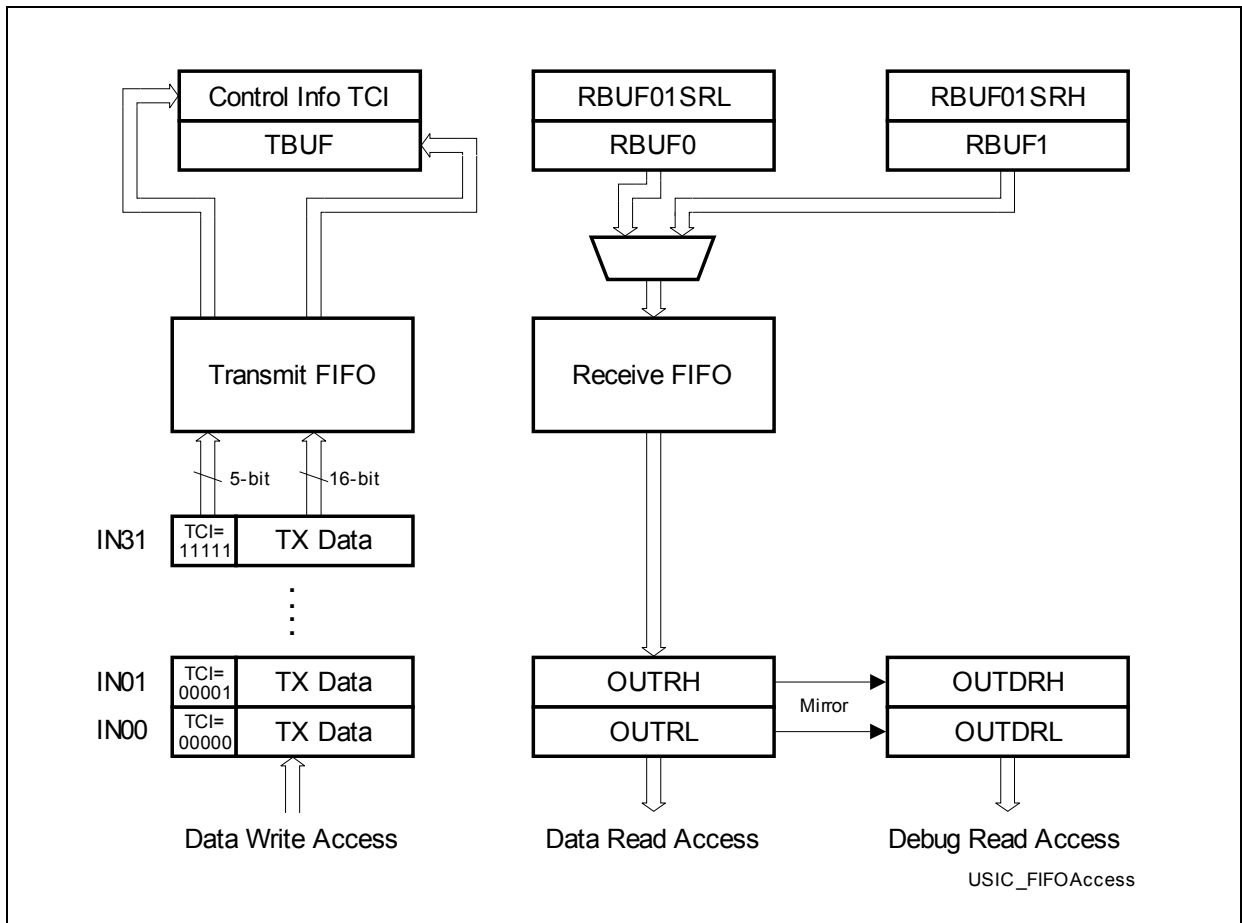 Control Info TCI
TBUF
RBUF01SRL
RBUF0
RBUF01SRH
RBUF1
Transmit FIFO
Receive FIFO
5-bit
16-bit
IN31
TCI=
11111
TX Data
IN01
TCI=
00001
TX Data
IN00
TCI=
00000
TX Data
OUTRH
OUTRL
Mirror
OUTDRH
OUTDRL
Data Write Access
Data Read Access
Debug Read Access
USIC_FIFOAccess